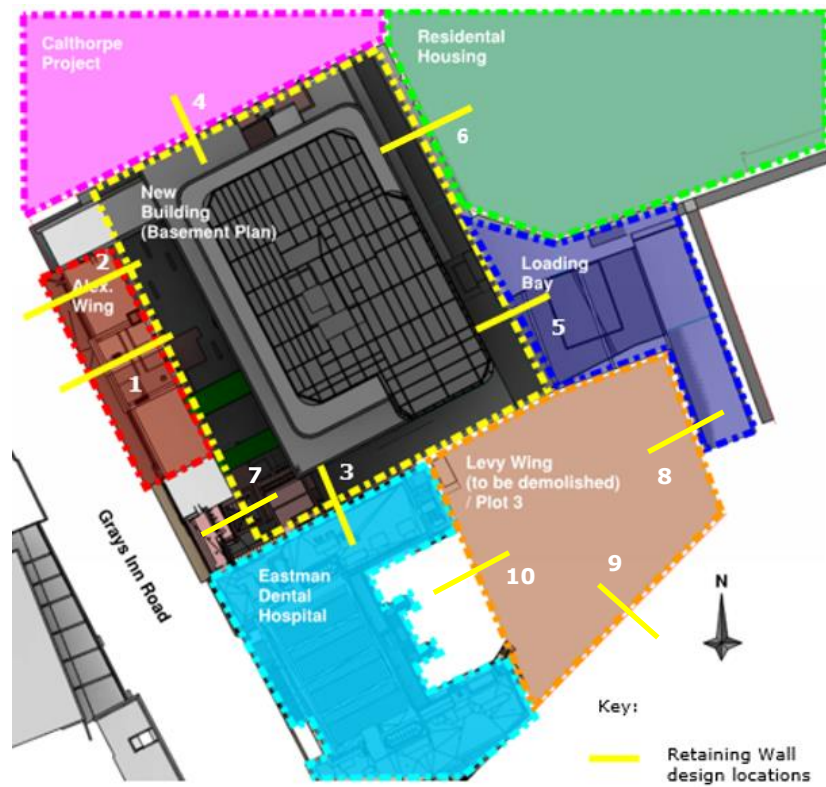 Calthorpe
Project
Residental
Housing
4
6
New
Building
(Basement Plan)
2
Alex.
Wing
Loading
Bay
5
1
7
3
Levy Wing
(to be demolished)
/ Plot 3
8
Grays Inn Road
Eastman
Dental
Hospital
10
9
N
Key:
Retaining Wall
design locations